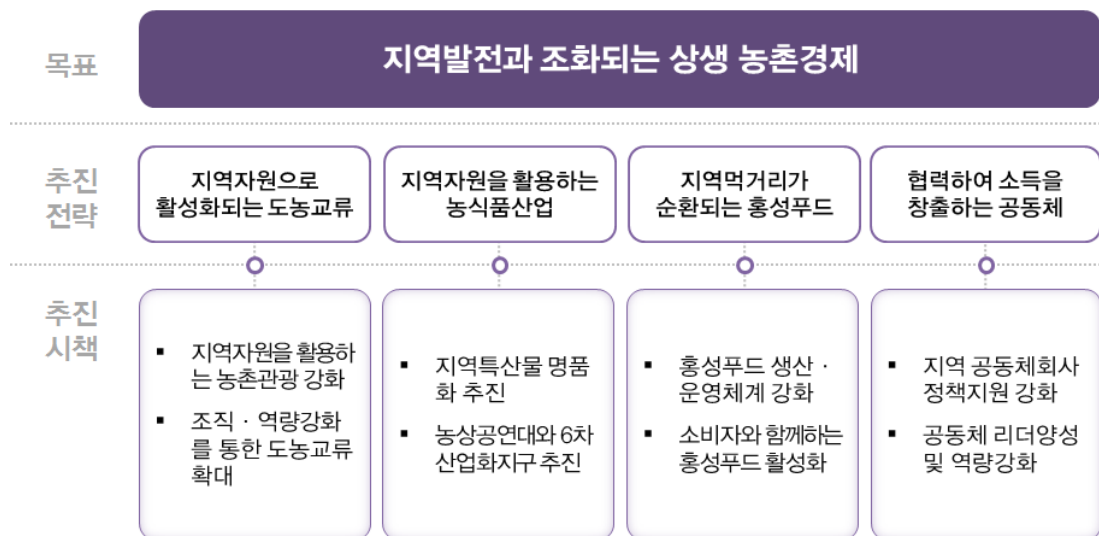 목표
지역발전과 조화되는 상생 농촌경제
추진
전략
지역자원으로
활성화되는 도농교류
지역자원을 활용하는
농식품산업
지역먹거리가
순환되는 홍성푸드
협력하여 소득을
창출하는 공동체
추진
시책
▪ 지역자원을 활용하
는 농촌관광 강화
▪ 조직 · 역량강화
를 통한 도농교류
확대
▪ 지역특산물 명품
화 추진
▪ 농상공연대와 6차
산업화지구 추진
▪ 홍성푸드 생산 ·
운영체계 강화
▪ 소비자와 함께하는
홍성푸드 활성화
▪ 지역 공동체회사
정책지원 강화
▪ 공동체 리더양성
및 역량강화